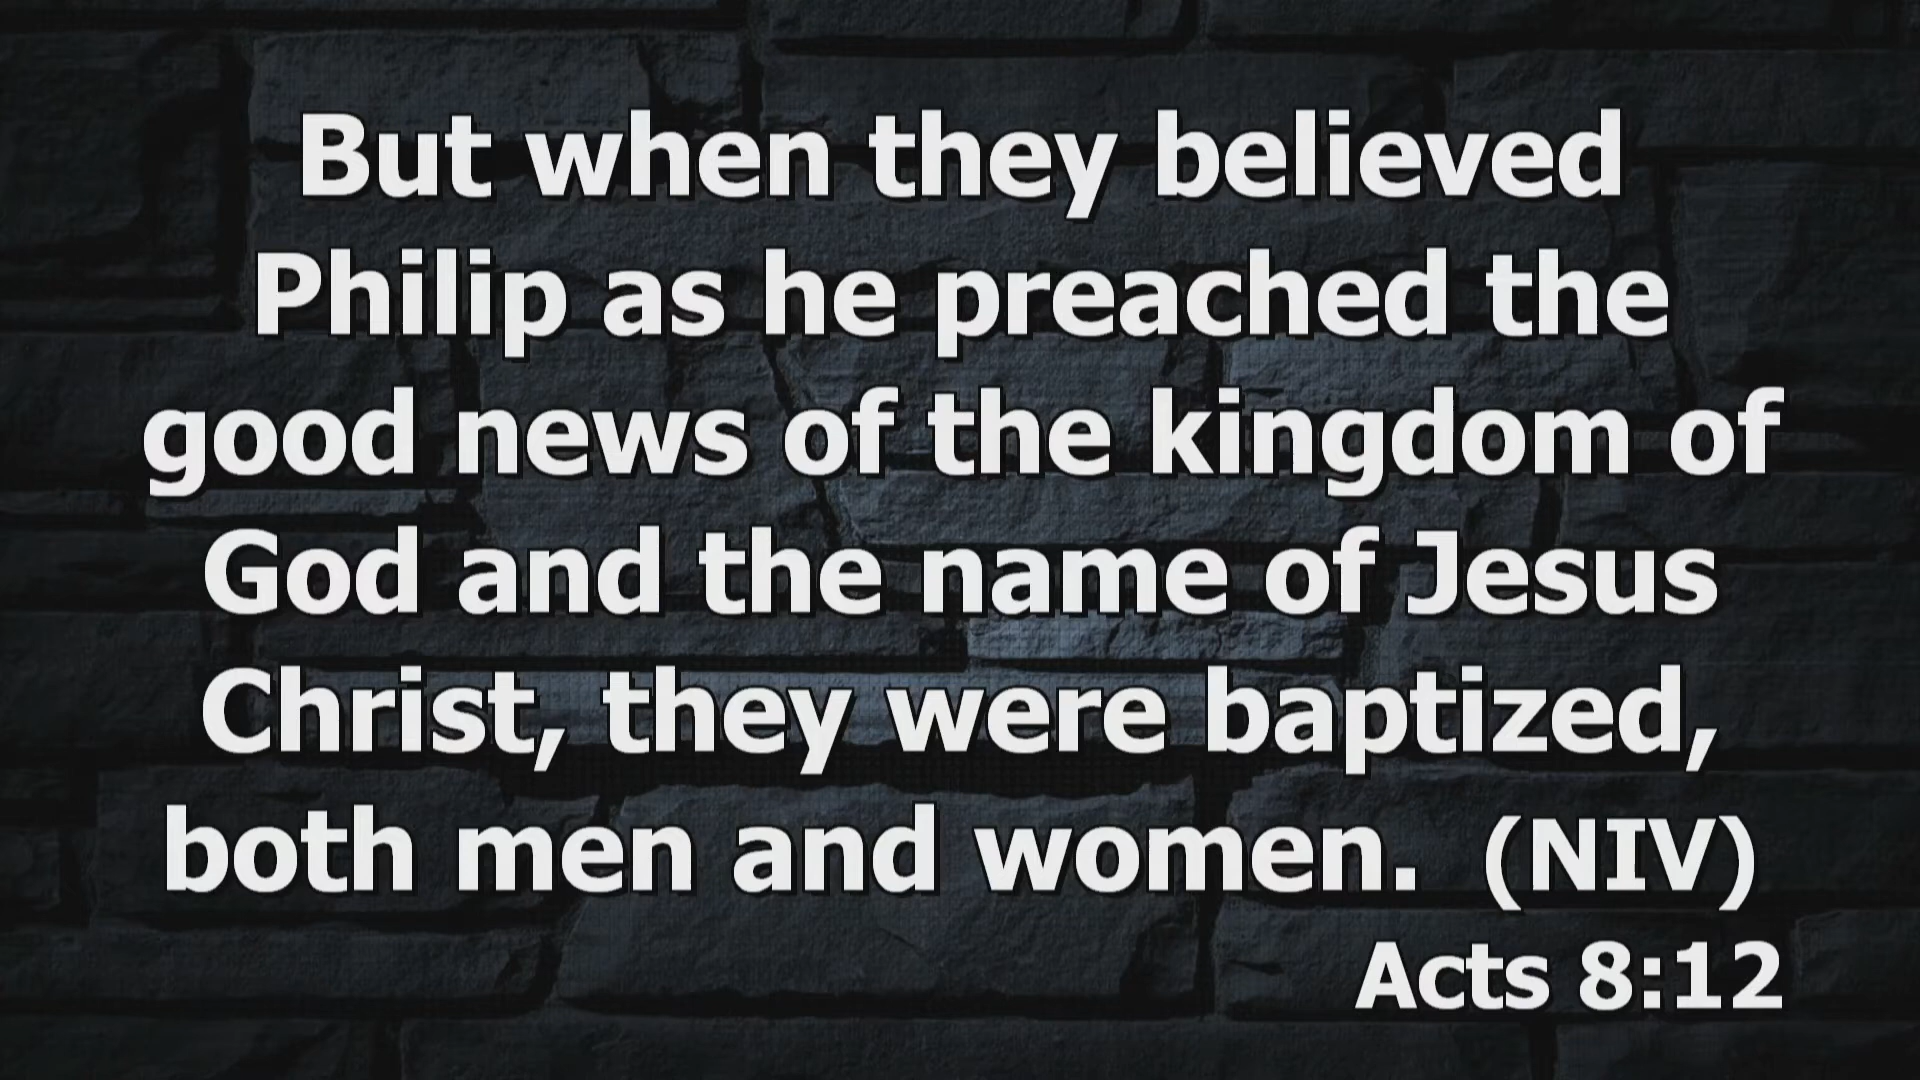 But when they believed
Philip as he preached the
good news of the kingdom of
God and the name of Jesus
Christ, they were baptized,
both men and women.  (NIV)
Acts 8:12